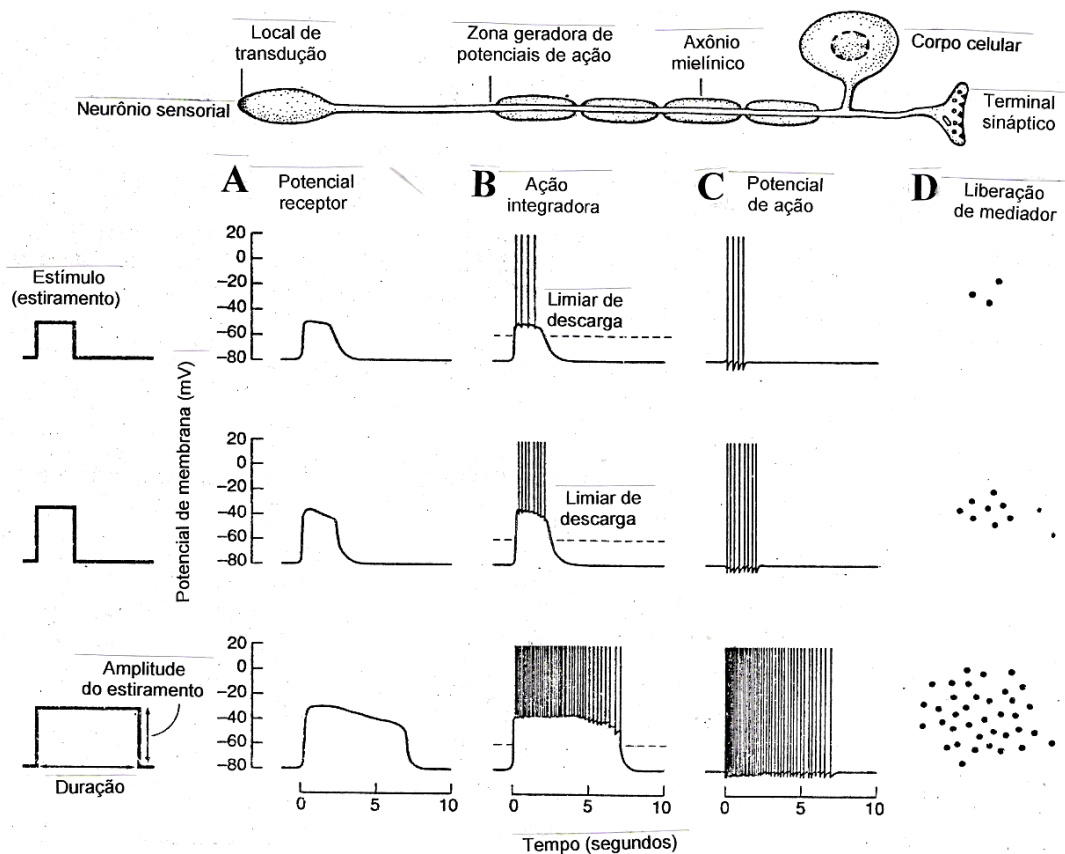 Local de
transdução
Zona geradora de
potenciais de ação
Axônio
mielínico
Corpo celular
Neurônio sensorial
Terminal
sináptico
A
Potencial
receptor
B
Ação
integradora
C
Potencial
de ação
D
Liberação
de mediador
Estímulo
(estiramento)
Potencial de membrana (mV)
20
0
−20
−40
−60
−80
Limiar de
descarga
20
0
−20
−40
−60
−80
Limiar de
descarga
Amplitude
do estiramento
Duração
20
0
−20
−40
−60
−80
0 5 10
0 5 10
0 5 10
Tempo (segundos)